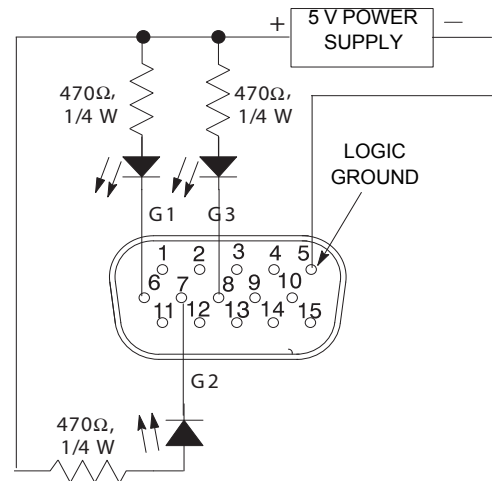 +
5 V POWER
SUPPLY
—
470Ω,
1/4 W
470Ω,
1/4 W
LOGIC
GROUND
G1
G3
1
2
3
4
5
6
7
8
9
10
11
12
13
14
15
G2
470Ω,
1/4 W